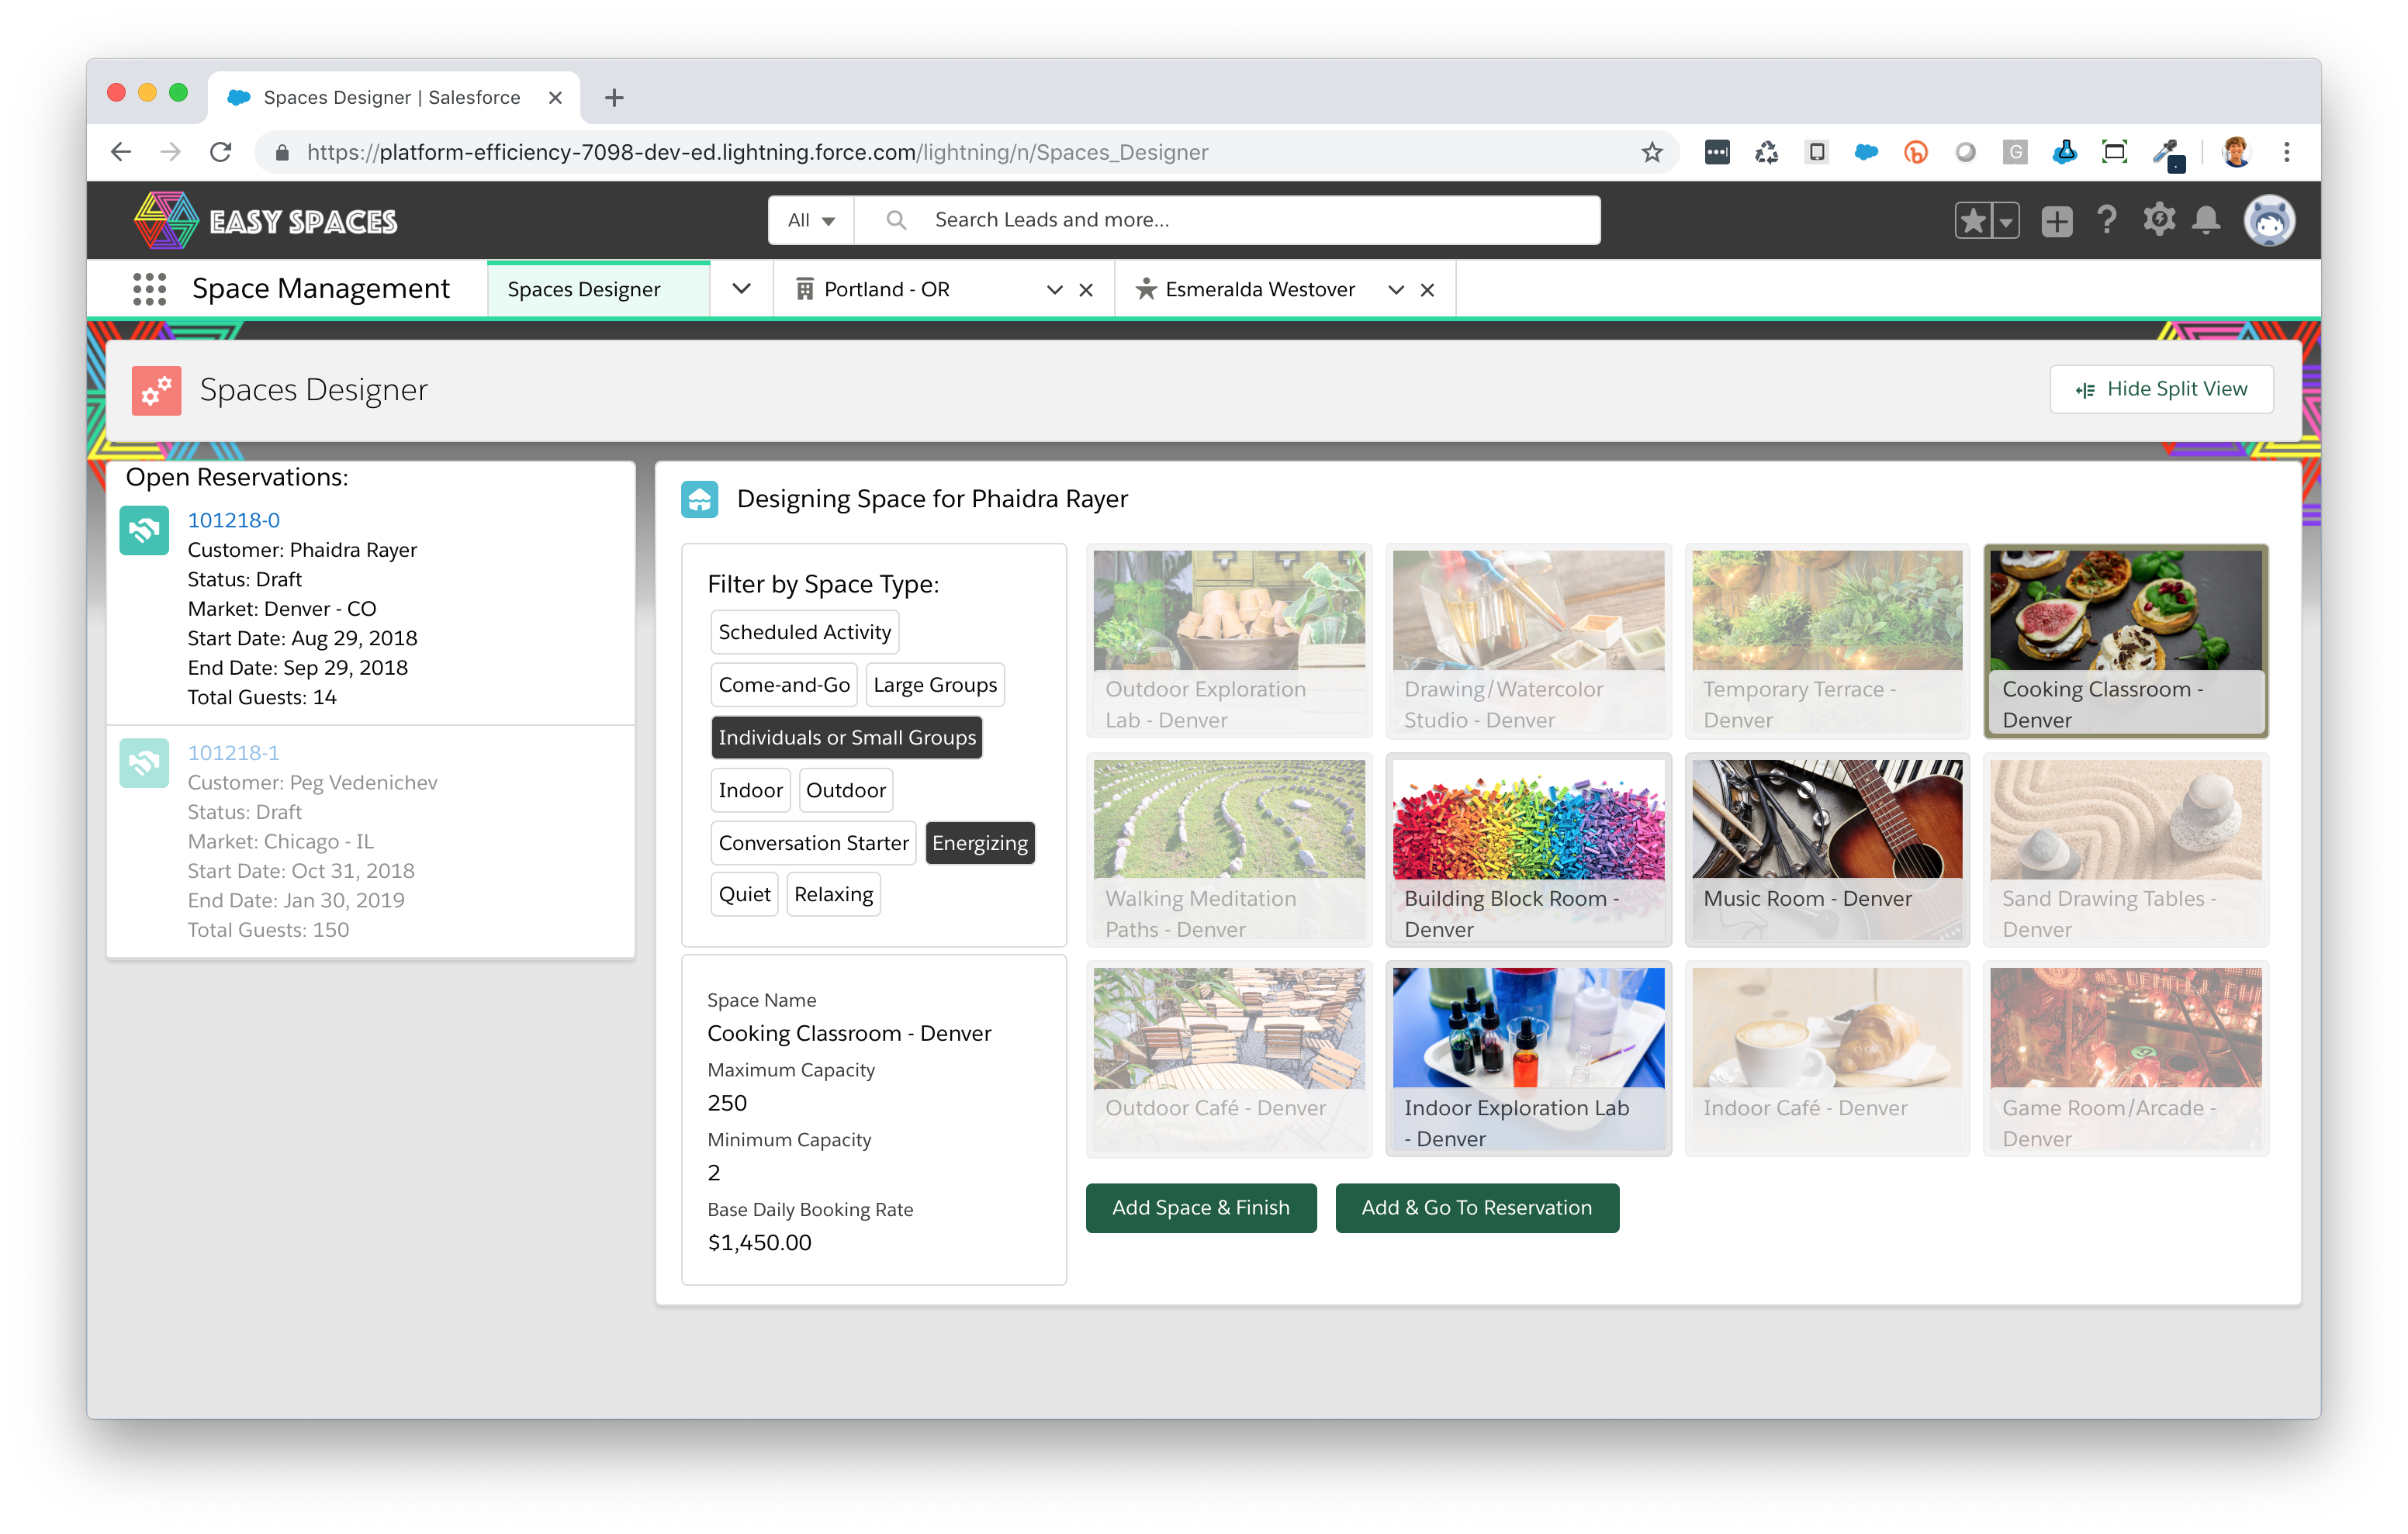 Spaces Designer | Salesforce
https://platform-efficiency-7098-dev-ed.lightning.force.com/lightning/n/Spaces_Designer
G
EASY SPACES
All
Search Leads and more...
Space Management
Spaces Designer
Portland - OR
Esmeralda Westover
Spaces Designer
Hide Split View
Open Reservations:
101218-0
Customer: Phaidra Rayer
Status: Draft
Market: Denver - CO
Start Date: Aug 29, 2018
End Date: Sep 29, 2018
Total Guests: 14
101218-1
Customer: Peg Vedenichev
Status: Draft
Market: Chicago - IL
Start Date: Oct 31, 2018
End Date: Jan 30, 2019
Total Guests: 150
Designing Space for Phaidra Rayer
Filter by Space Type:
Scheduled Activity
Come-and-Go Large Groups
Individuals or Small Groups
Indoor Outdoor
Conversation Starter Energizing
Quiet Relaxing
Space Name
Cooking Classroom - Denver
Maximum Capacity
250
Minimum Capacity
2
Base Daily Booking Rate
$1,450.00
Outdoor Exploration
Lab - Denver
Drawing/Watercolor
Studio - Denver
Temporary Terrace -
Denver
Cooking Classroom -
Denver
Walking Meditation
Paths - Denver
Building Block Room -
Denver
Music Room - Denver
Sand Drawing Tables -
Denver
Outdoor Café - Denver
Indoor Exploration Lab
- Denver
Indoor Café - Denver
Game Room/Arcade -
Denver
Add Space & Finish
Add & Go To Reservation